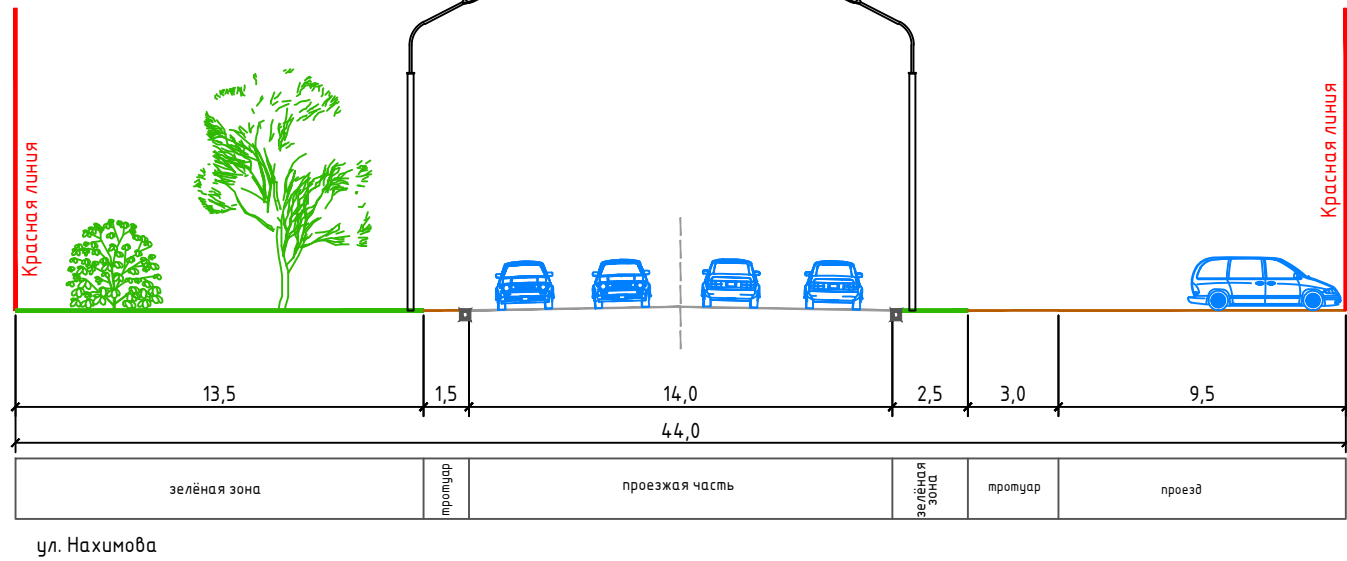 Красная линия
Красная линия
13,5
1,5
14,0
2,5
3,0
9,5
44,0
зелёная зона
тротуар
проезжая часть
зелёная
зона
тротуар
проезд
ул. Нахимова